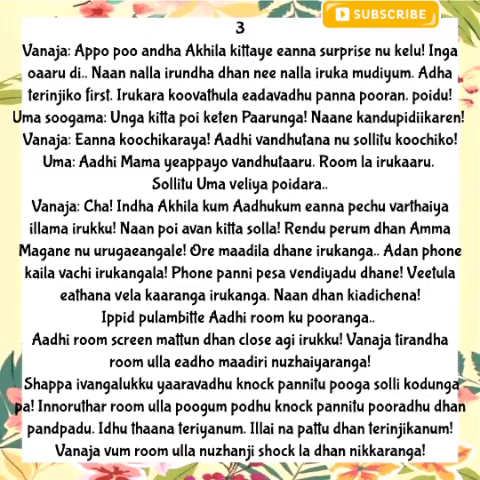 SUBSCRIBE
3
Vanaja: Appo poo andha Akhila kittaye eanna surprise nu kelu! Inga
oaaru di.. Naan nalla irundha dhan nee nalla iruka mudiyum. Adha
terinjiko first. Irukara koovathula eadavadhu panna pooran. poidu!
Uma soogama: Unga kitta poi keten Paarunga! Naane kandupidiikaren!
Vanaja: Eanna koochikaraya! Aadhi vandhutana nu sollitu koochiko!
Uma: Aadhi Mama yeappayo vandhutaaru. Room la irukaaru.
Sollitu Uma veliya poidara..
Vanaja: Cha! Indha Akhila kum Aadhukum eanna pechu varthaiya
illama irukku! Naan poi avan kitta solla! Rendu perum dhan Amma
Magane nu urugaeangale! Ore maadila dhane irukanga.. Adan phone
kaila vachi irukangala! Phone panni pesa vendiyadu dhane! Veetula
eathana vela kaaranga irukanga. Naan dhan kiadichena!
Ippid pulambitte Aadhi room ku pooranga..
Aadhi room screen mattun dhan close agi irukku! Vanaja tirandha
room ulla eadho maadiri nuzhaiyaranga!
Shappa ivangalukku yaaravadhu knock pannitu pooga solli kodunga
pa! Innoruthar room ulla poogum podhu knock pannitu pooradhu dhan
pandpadu. Idhu thaana teriyanum. Illai na pattu dhan terinjikanum!
Vanaja vum room ulla nuzhanji shock la dhan nikkaranga!